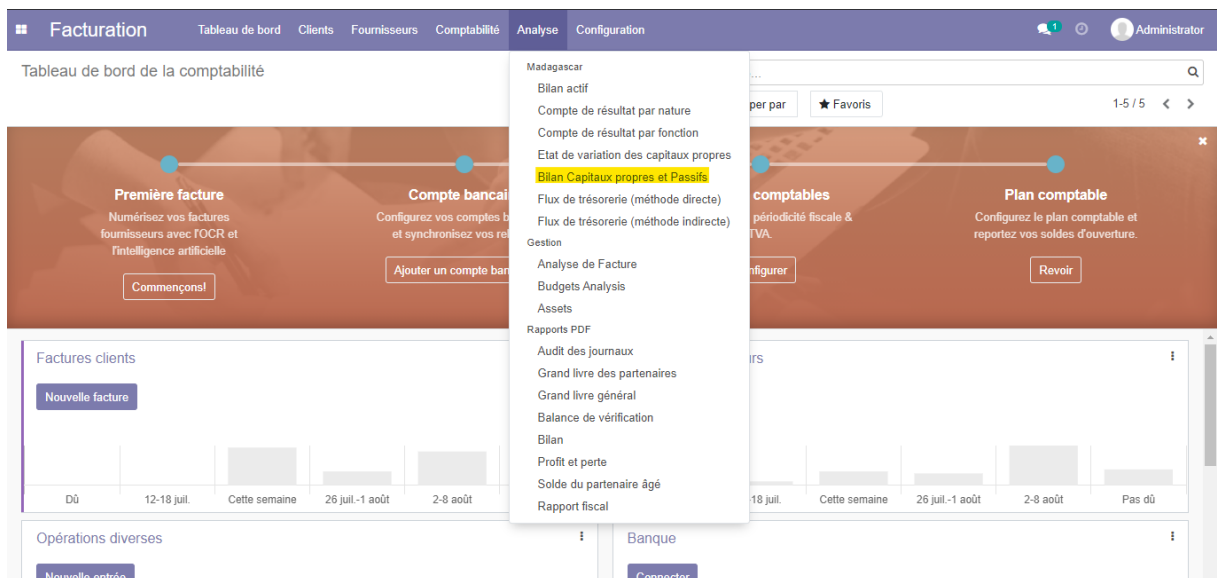 Facturation Tableau de bord Clients Fournisseurs Comptabilité Analyse Configuration 1 Administrator
Tableau de bord de la comptabilité
Favoris 1-5 / 5
Madagascar
Bilan actif
Compte de résultat par nature
Compte de résultat par fonction
Etat de variation des capitaux propres
Bilan Capitaux propres et Passifs
Flux de trésorerie (méthode directe)
Flux de trésorerie (méthode indirecte)
Gestion
Analyse de Facture
Budgets Analysis
Assets
Rapports PDF
Audit des journaux
Grand livre des partenaires
Grand livre général
Balance de vérification
Bilan
Profit et perte
Solde du partenaire âgé
Rapport fiscal
Première facture
Numérisez vos factures
fournisseurs avec l'OCR et
l'intelligence artificielle
Commençons!
Compte bancai
Configurez vos comptes b
et synchronisez vos rel
Ajouter un compte ban
comptables
périodicité fiscale &
TVA.
nfigurer
Plan comptable
Configurez le plan comptable et
reportez vos soldes d'ouverture.
Revoir
Factures clients
Nouvelle facture
Dû 12-18 juil. Cette semaine 26 juil.-1 août 2-8 août
urs
-18 juil. Cette semaine 26 juil.-1 août 2-8 août Pas dû
Opérations diverses
Nouvelle entrée
Banque
Connecter